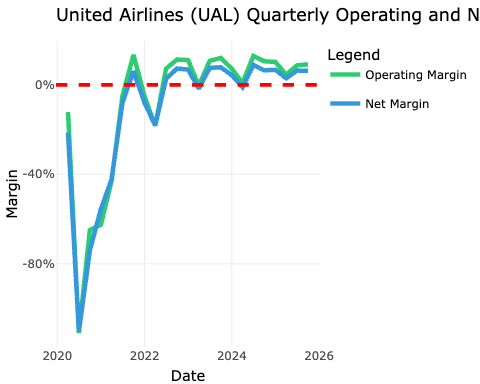 United Airlines (UAL) Quarterly Operating and N
Legend
Operating Margin
Net Margin
0%
-40%
-80%
Margin
2020
2022
2024
2026
Date